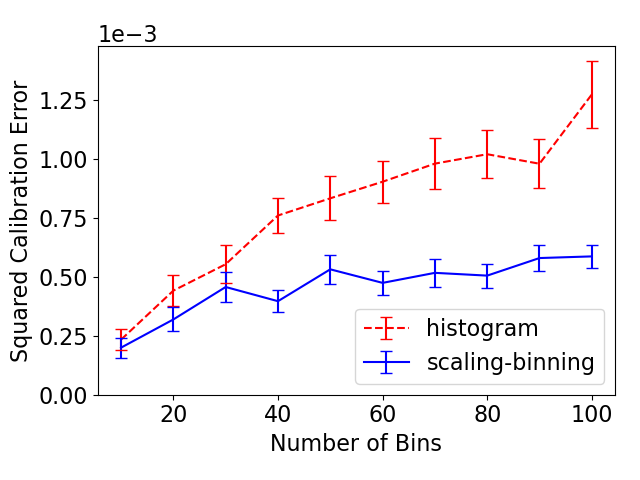 1e−3
Squared Calibration Error
1.25
1.00
0.75
0.50
0.25
0.00
histogram
scaling-binning
20 40 60 80 100
Number of Bins